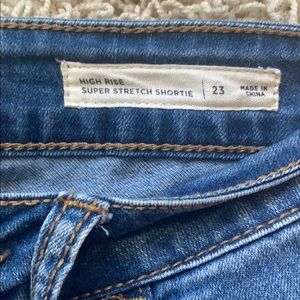 HIGH RISE
SUPER STRETCH SHORTIE
23
MADE IN
CHINA